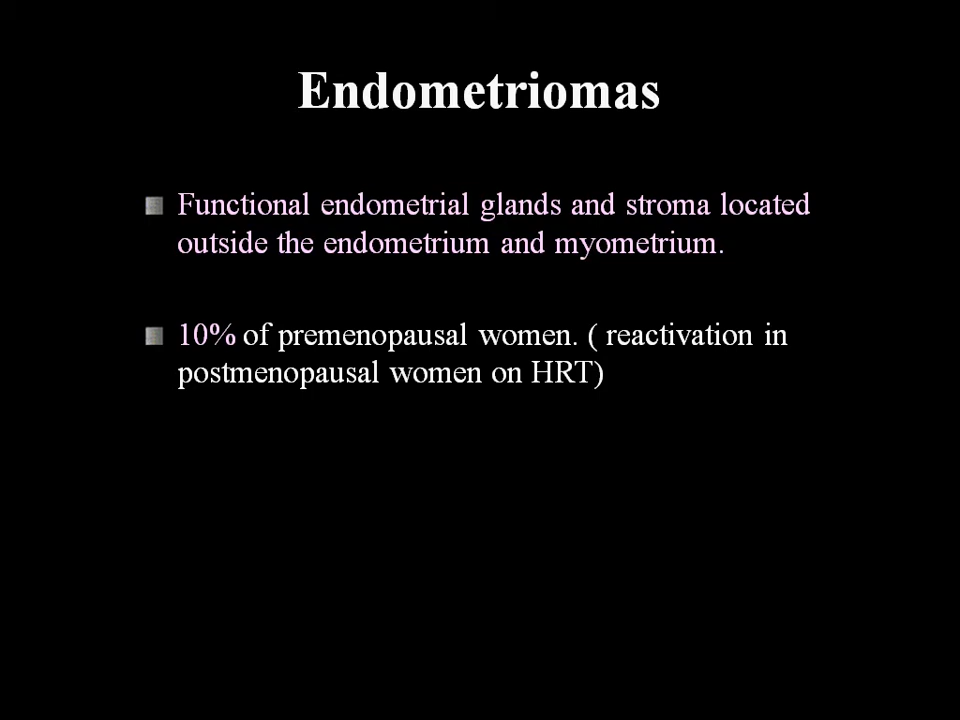 Endometriomas
Functional endometrial glands and stroma located
outside the endometrium and myometrium.
10% of premenopausal women. ( reactivation in
postmenopausal women on HRT)